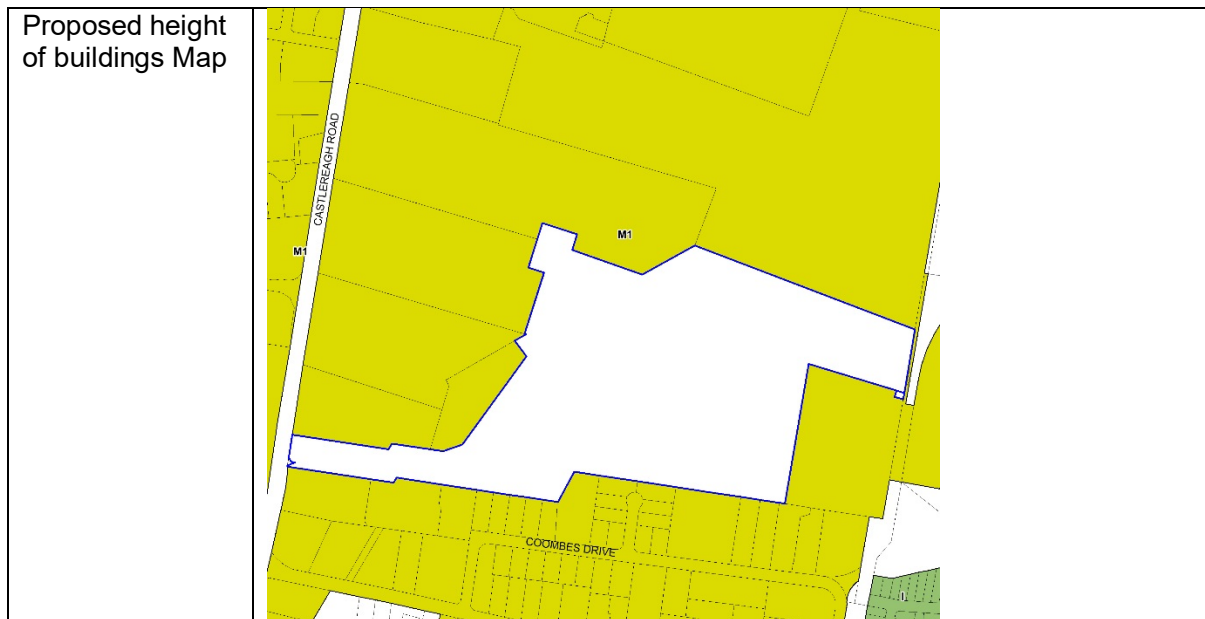 Proposed height
of buildings Map
CASTLEREAGH ROAD
M1
M1
COOMBES DRIVE
I